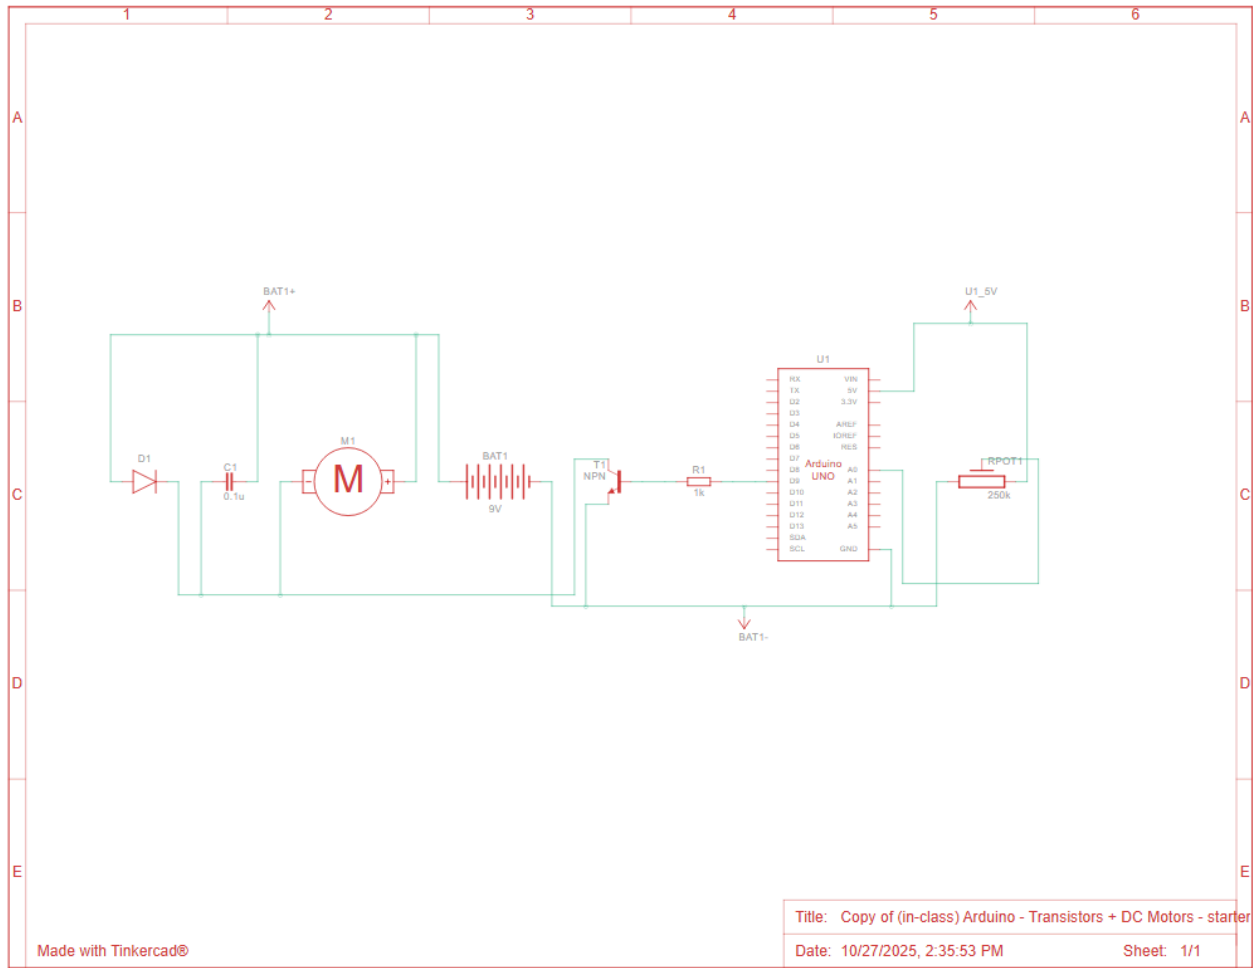 1 2 3 4 5 6
A A
BAT1+ U1_5V
B B
U1
RX VIN
TX 5V
D2 3.3V
D3
D4 AREF
D5 IOREF
D6 RES
M1
D7
D1 C1 BAT1 T1 R1 Arduino RPOT1
D8 A0
NPN UNO
D9 A1
0.1u M + - 1k D10 A2
C 9V 250k C
D11 A3
D12 A4
D13 A5
SDA
SCL GND
BAT1-
D D
E E
Title: Copy of (in-class) Arduino - Transistors + DC Motors - starter
Made with Tinkercad® Date: 10/27/2025, 2:35:53 PM Sheet: 1/1